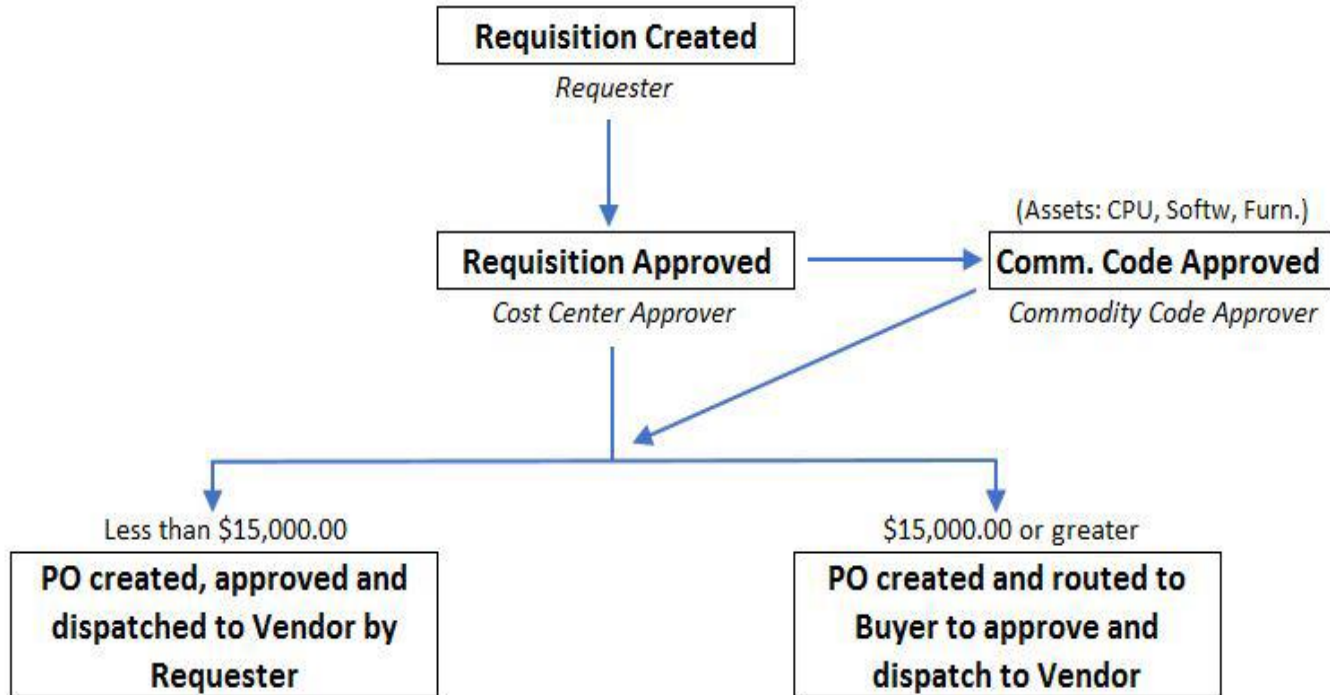 Requisition Created
Requester
(Assets: CPU, Softw, Furn.)
Requisition Approved
Comm. Code Approved
Cost Center Approver
Commodity Code Approver
Less than $15,000.00
PO created, approved and
dispatched to Vendor by
Requester
$15,000.00 or greater
PO created and routed to
Buyer to approve and
dispatch to Vendor